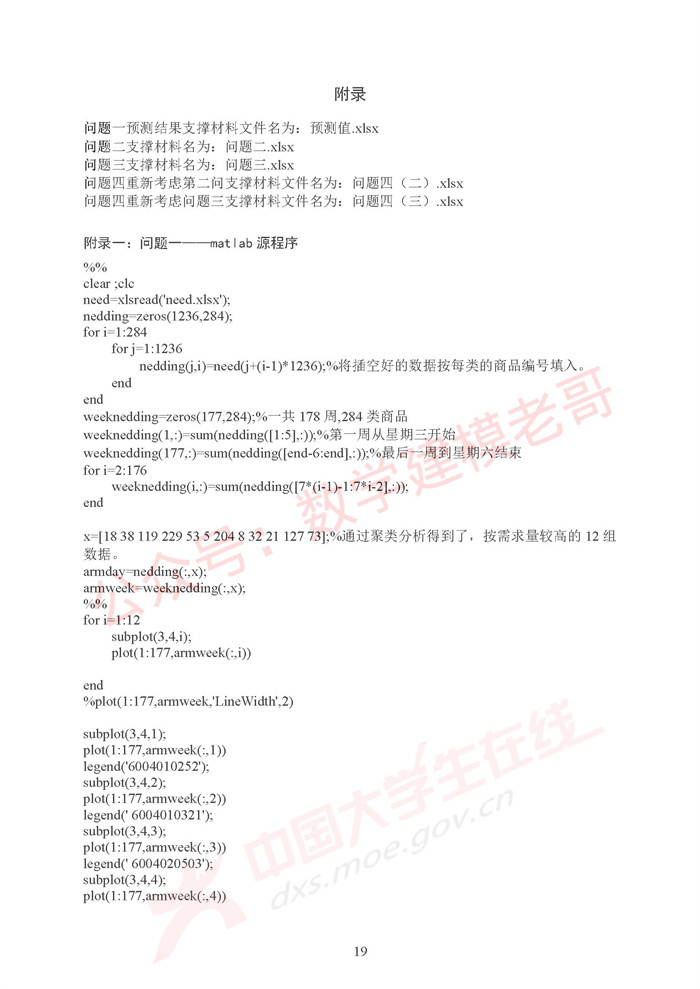 附录
问题一预测结果支撑材料文件名为：预测值.xlsx
问题二支撑材料名为：问题二.xlsx
问题三支撑材料名为：问题三.xlsx
问题四重新考虑第二问支撑材料文件名为：问题四（二）.xlsx
问题四重新考虑问题三支撑材料文件名为：问题四（三）.xlsx
附录一：问题一——matlab 源程序
%%
clear ;clc
need=xlsread('need.xlsx');
nedding=zeros(1236,284);
for i=1:284
for j=1:1236
nedding(j,i)=need(j+(i-1)*1236);%将插空好的数据按每类的商品编号填入。
end
end
weeknedding=zeros(177,284);%一共 178 周,284 类商品
weeknedding(1,:)=sum(nedding([1:5],:));%第一周从星期三开始
weeknedding(177,:)=sum(nedding([end-6:end],:));%最后一周到星期六结束
for i=2:176
weeknedding(i,:)=sum(nedding([7*(i-1)-1:7*i-2],:));
end
x=[18 38 119 229 53 5 204 8 32 21 127 73];%通过聚类分析得到了，按需求量较高的 12 组
数据。
armday=nedding(:,x);
armweek=weeknedding(:,x);
%%
for i=1:12
subplot(3,4,i);
plot(1:177,armweek(:,i))
end
%plot(1:177,armweek,'LineWidth',2)
subplot(3,4,1);
plot(1:177,armweek(:,1))
legend('6004010252');
subplot(3,4,2);
plot(1:177,armweek(:,2))
legend(' 6004010321');
subplot(3,4,3);
plot(1:177,armweek(:,3))
legend(' 6004020503');
subplot(3,4,4);
plot(1:177,armweek(:,4))
19
公众号：数学建模老哥
中国大学生在线
dxs.moe.gov.cn